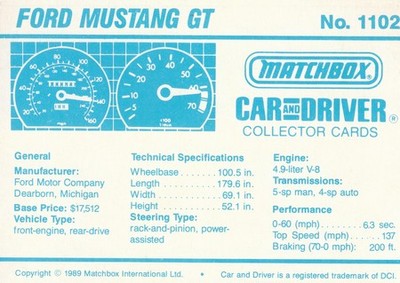 FORD MUSTANG GT No. 1102
MATCHBOX®
CAR AND DRIVER®
COLLECTOR CARDS
General
Manufacturer:
Ford Motor Company
Dearborn, Michigan
Base Price: $17,512
Vehicle Type:
front-engine, rear-drive
Technical Specifications
Wheelbase.......100.5 in.
Length..........179.6 in.
Width............69.1 in.
Height...........52.1 in.
Steering Type:
rack-and-pinion, power-
assisted
Engine:
4.9-liter V-8
Transmissions:
5-sp man, 4-sp auto
Performance
0-60 (mph)........6.3 sec.
Top Speed (mph).....137
Braking (70-0 mph): 200 ft.
Copyright © 1989 Matchbox International Ltd. • Car and Driver is a registered trademark of DCI.